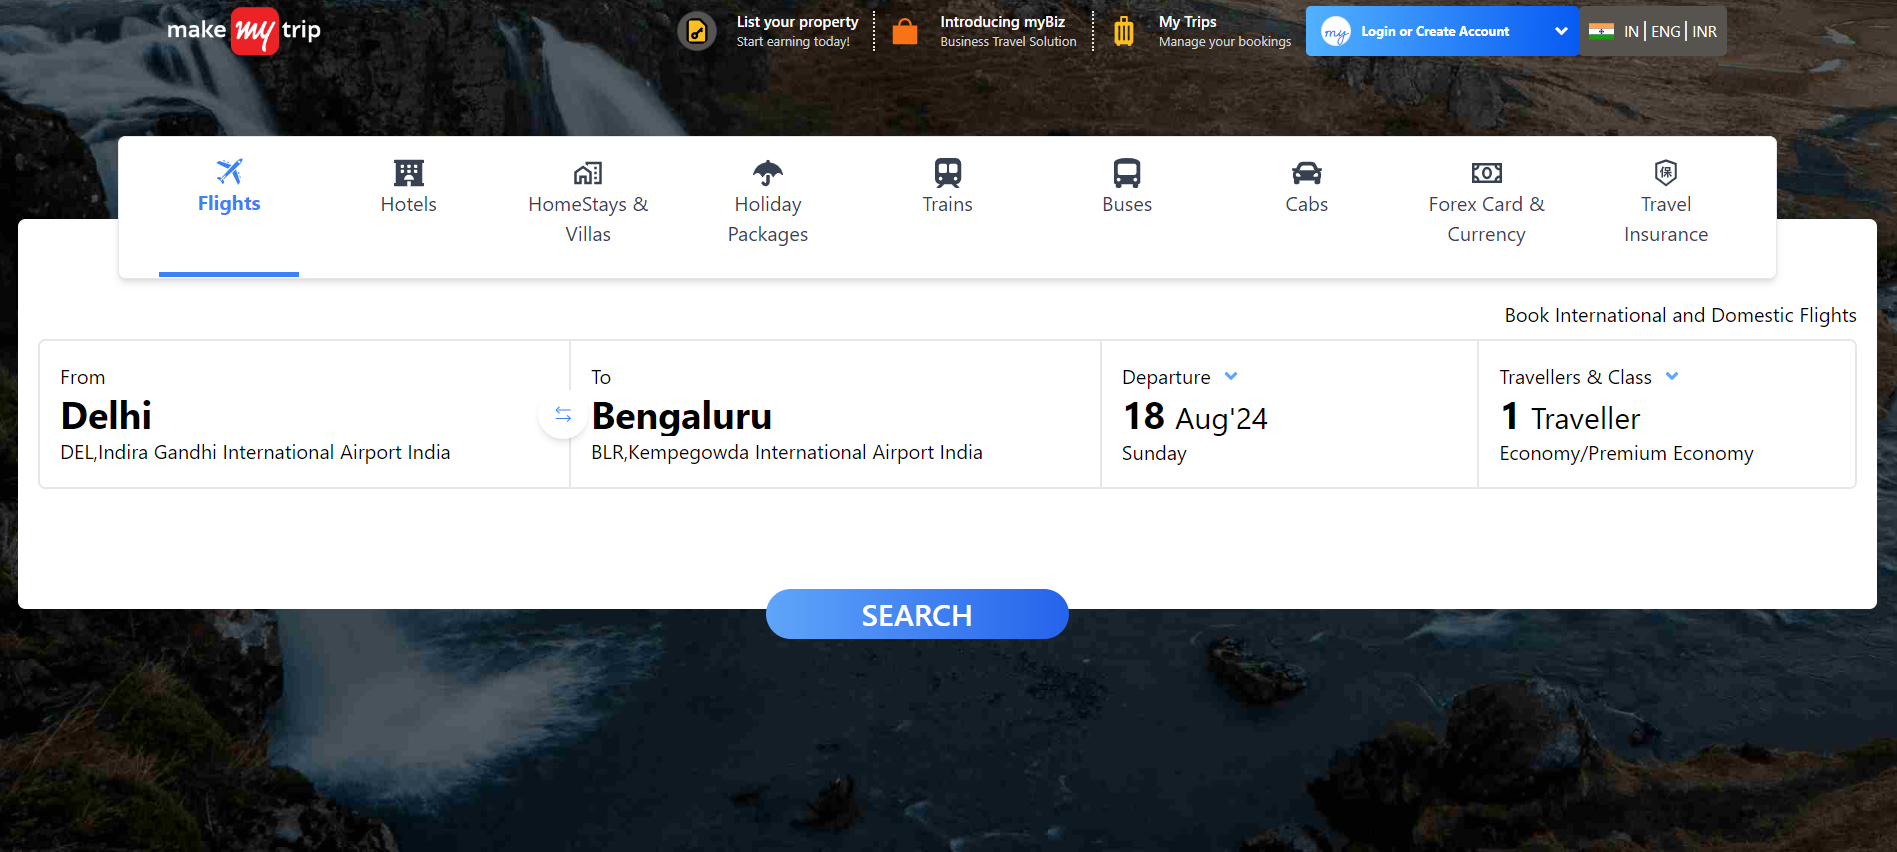 make my trip
List your property
Start earning today!
Introducing myBiz
Business Travel Solution
My Trips
Manage your bookings
my Login or Create Account
IN | ENG | INR
Flights
Hotels
HomeStays &
Villas
Holiday
Packages
Trains
Buses
Cabs
Forex Card &
Currency
保
Travel
Insurance
Book International and Domestic Flights
From
Delhi
DEL,Indira Gandhi International Airport India
To
Bengaluru
BLR,Kempegowda International Airport India
Departure
18 Aug'24
Sunday
Travellers & Class
1 Traveller
Economy/Premium Economy
SEARCH